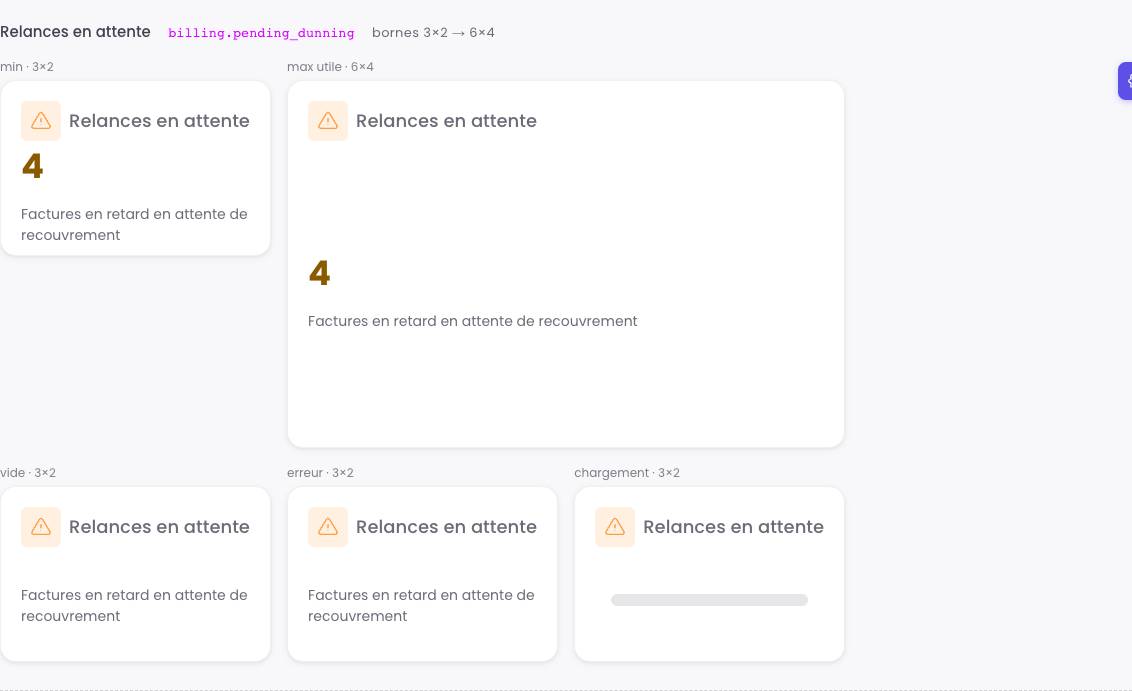 Relances en attente billing.pending_dunning bornes 3×2 → 6×4
min · 3×2
Relances en attente
4
Factures en retard en attente de
recouvrement
max utile · 6×4
Relances en attente
4
Factures en retard en attente de recouvrement
vide · 3×2
Relances en attente
Factures en retard en attente de
recouvrement
erreur · 3×2
Relances en attente
Factures en retard en attente de
recouvrement
chargement · 3×2
Relances en attente